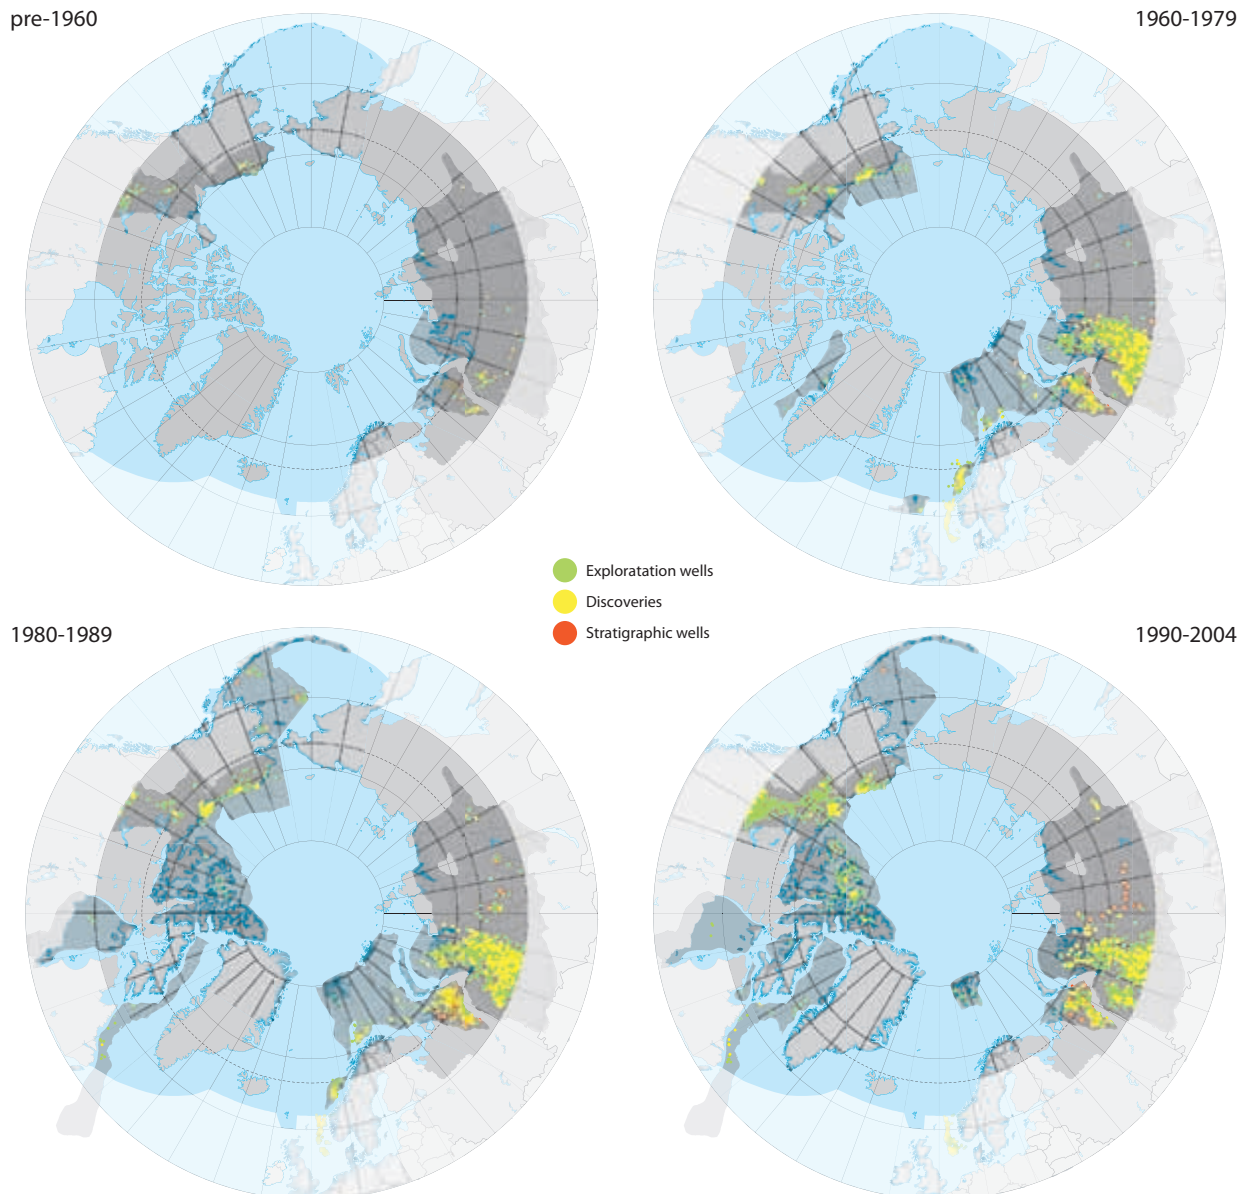 pre-1960
1960-1979
Exploratation wells
Discoveries
Stratigraphic wells
1980-1989
1990-2004